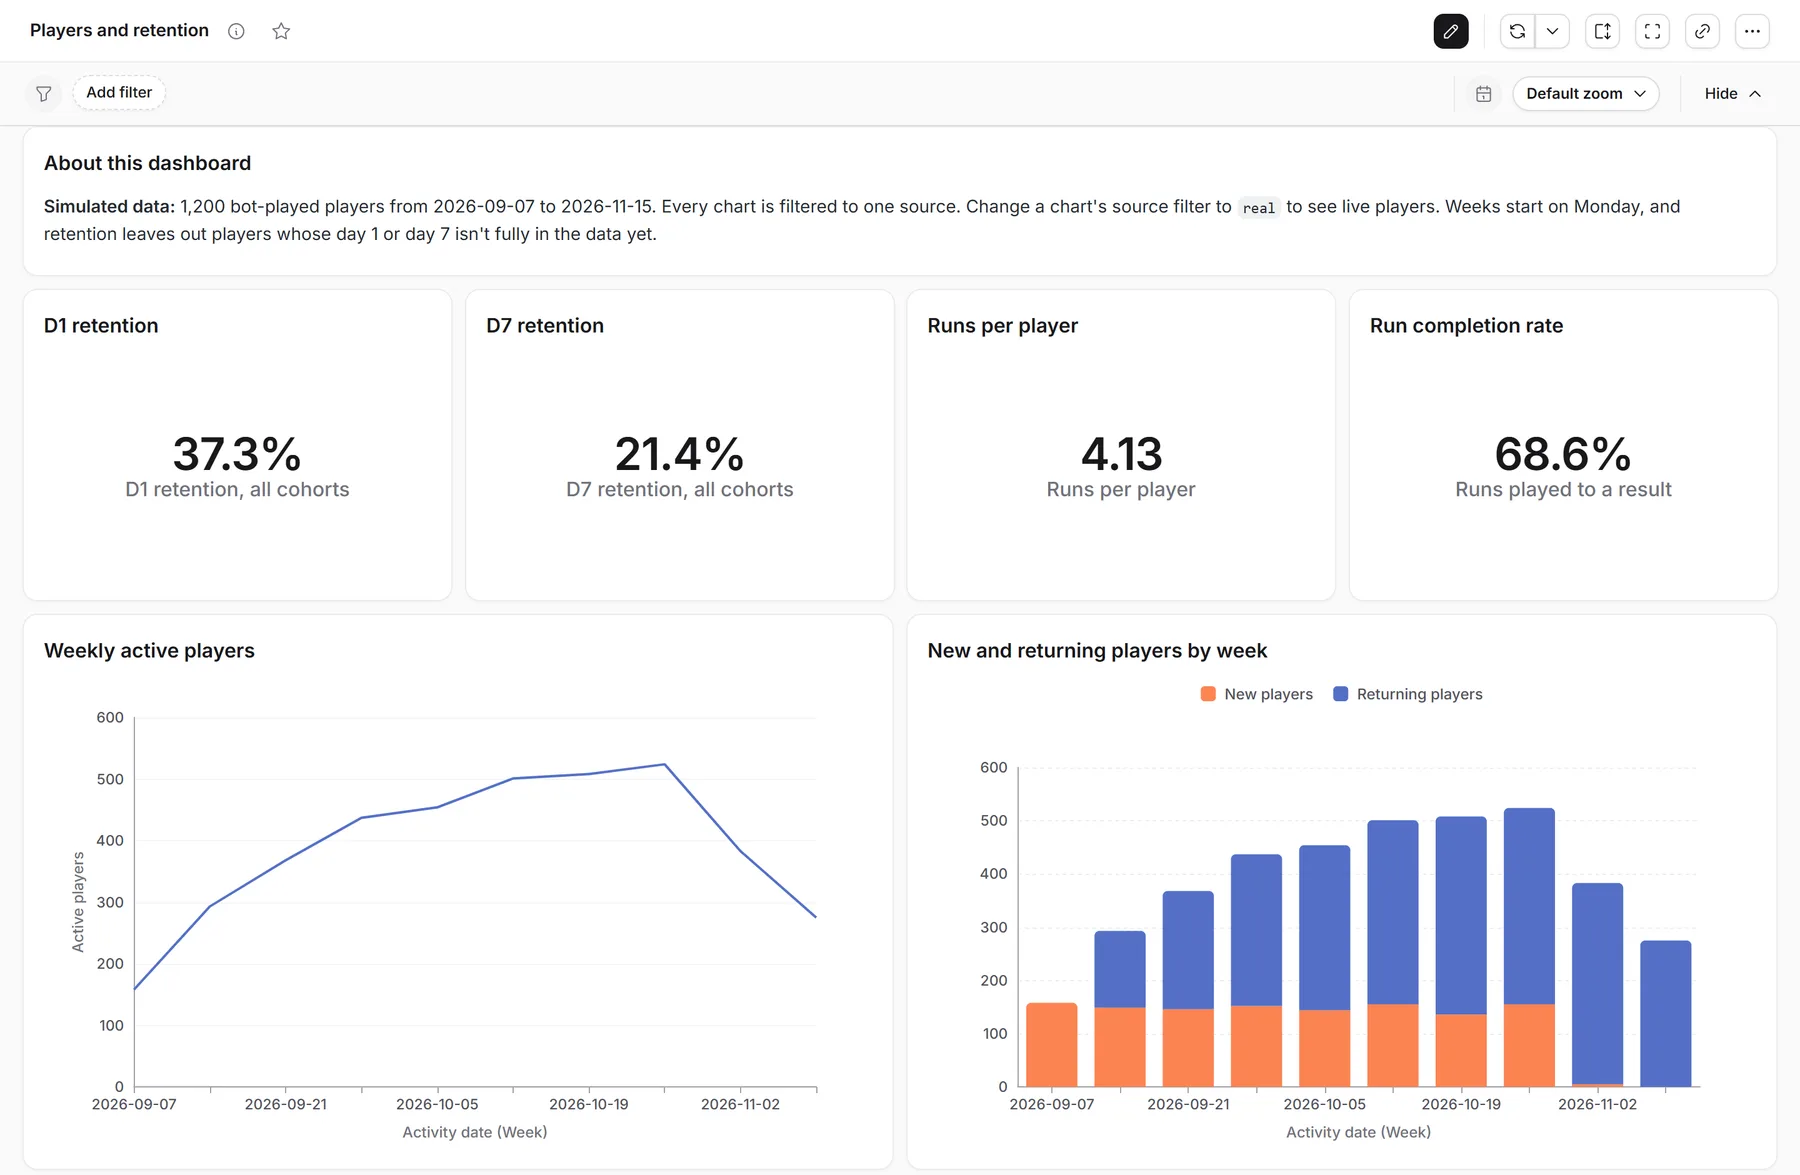 Players and retention
Add filter
Default zoom
Hide
About this dashboard
Simulated data: 1,200 bot-played players from 2026-09-07 to 2026-11-15. Every chart is filtered to one source. Change a chart's source filter to real to see live players. Weeks start on Monday, and
retention leaves out players whose day 1 or day 7 isn't fully in the data yet.
D1 retention
37.3%
D1 retention, all cohorts
D7 retention
21.4%
D7 retention, all cohorts
Runs per player
4.13
Runs per player
Run completion rate
68.6%
Runs played to a result
Weekly active players
600
500
400
300
200
100
0
Active players
2026-09-07
2026-09-21
2026-10-05
2026-10-19
2026-11-02
Activity date (Week)
New and returning players by week
New players
Returning players
600
500
400
300
200
100
0
2026-09-07
2026-09-21
2026-10-05
2026-10-19
2026-11-02
Activity date (Week)